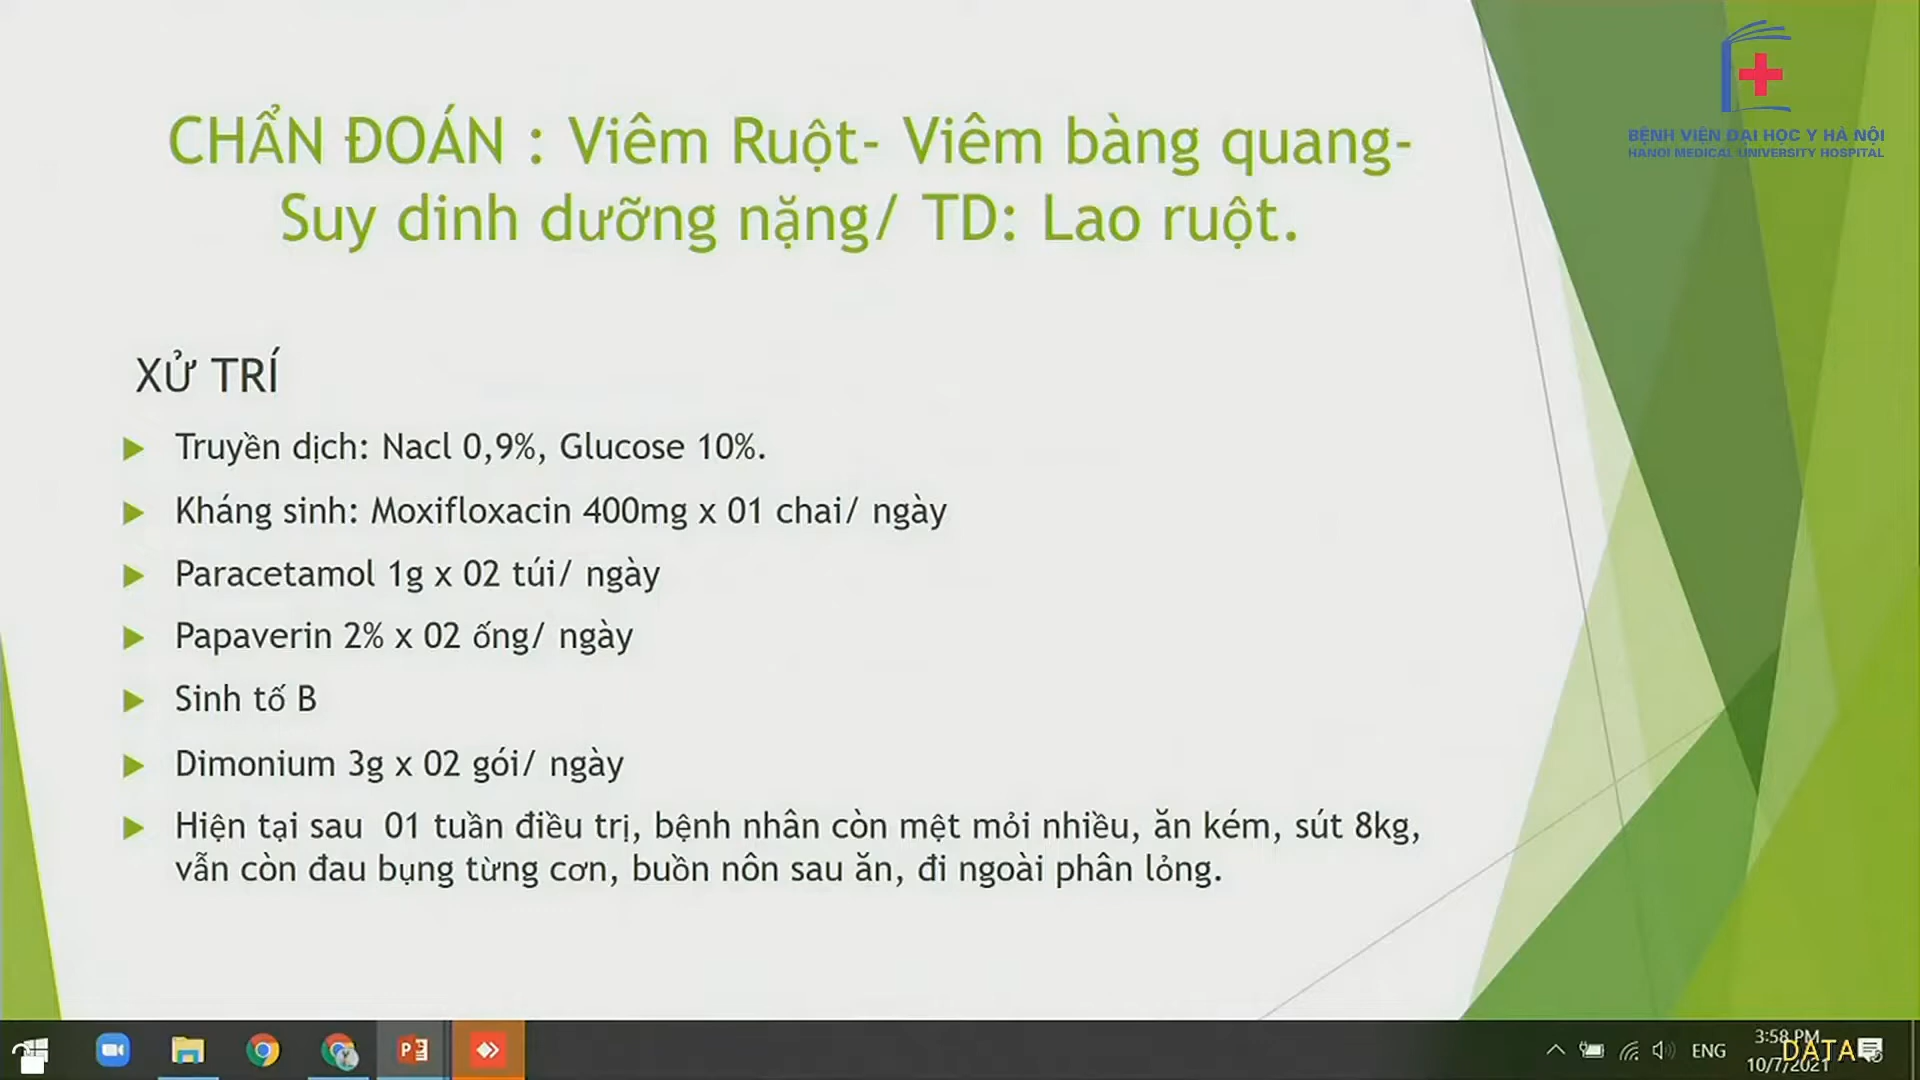 BỆNH VIỆN ĐẠI HỌC Y HÀ NỘI
HANOI MEDICAL UNIVERSITY HOSPITAL
CHẨN ĐOÁN : Viêm Ruột- Viêm bàng quang-
Suy dinh dưỡng nặng/ TD: Lao ruột.
XỬ TRÍ
Truyền dịch: Nacl 0,9%, Glucose 10%.
Kháng sinh: Moxifloxacin 400mg x 01 chai/ ngày
Paracetamol 1g x 02 túi/ ngày
Papaverin 2% x 02 ống/ ngày
Sinh tố B
Dimonium 3g x 02 gói/ ngày
Hiện tại sau 01 tuần điều trị, bệnh nhân còn mệt mỏi nhiều, ăn kém, sút 8kg,
vẫn còn đau bụng từng cơn, buồn nôn sau ăn, đi ngoài phân lỏng.
ENG
3:58 PM
DATA
10/7/2021